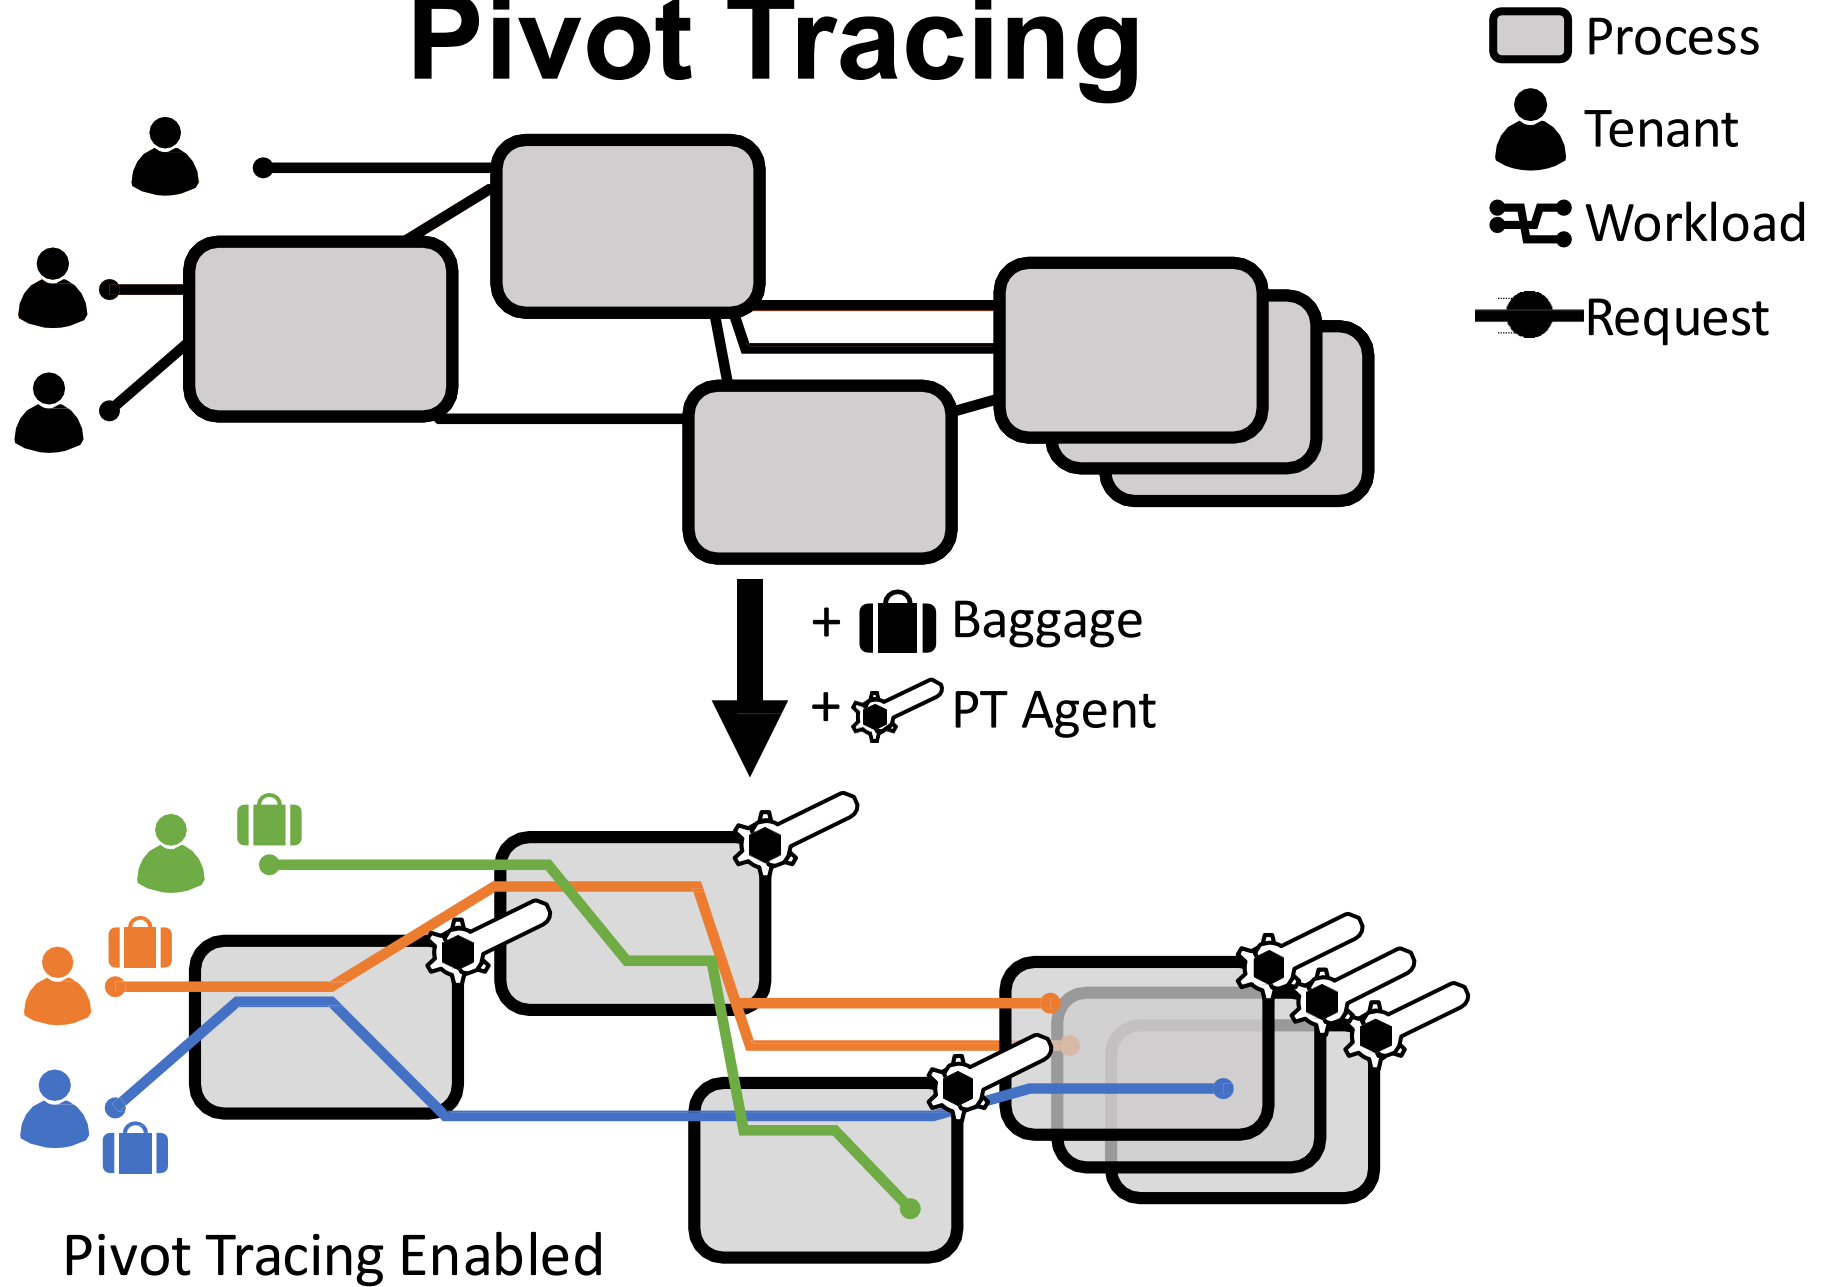 Pivot Tracing
Process
Tenant
Workload
Request
+ Baggage
+ PT Agent
Pivot Tracing Enabled